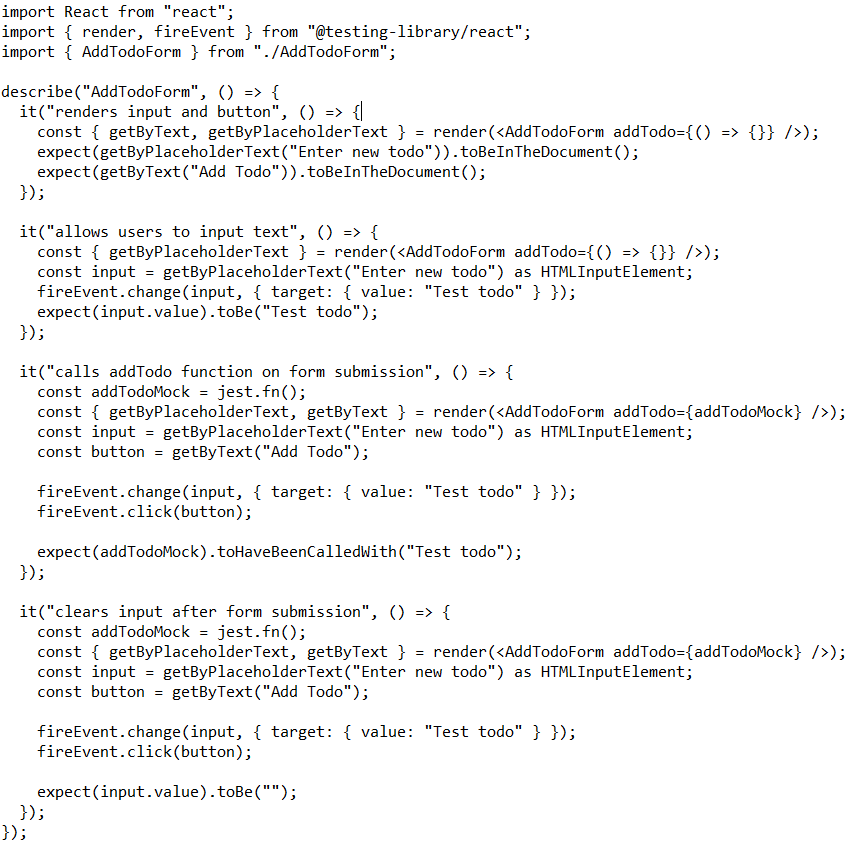 import React from "react";
import { render, fireEvent } from "@testing-library/react";
import { AddTodoForm } from "./AddTodoForm";

describe("AddTodoForm", () => {
  it("renders input and button", () => {
    const { getByText, getByPlaceholderText } = render(<AddTodoForm addTodo={() => {}} />);
    expect(getByPlaceholderText("Enter new todo")).toBeInTheDocument();
    expect(getByText("Add Todo")).toBeInTheDocument();
  });

  it("allows users to input text", () => {
    const { getByPlaceholderText } = render(<AddTodoForm addTodo={() => {}} />);
    const input = getByPlaceholderText("Enter new todo") as HTMLInputElement;
    fireEvent.change(input, { target: { value: "Test todo" } });
    expect(input.value).toBe("Test todo");
  });

  it("calls addTodo function on form submission", () => {
    const addTodoMock = jest.fn();
    const { getByPlaceholderText, getByText } = render(<AddTodoForm addTodo={addTodoMock} />);
    const input = getByPlaceholderText("Enter new todo") as HTMLInputElement;
    const button = getByText("Add Todo");

    fireEvent.change(input, { target: { value: "Test todo" } });
    fireEvent.click(button);

    expect(addTodoMock).toHaveBeenCalledWith("Test todo");
  });

  it("clears input after form submission", () => {
    const addTodoMock = jest.fn();
    const { getByPlaceholderText, getByText } = render(<AddTodoForm addTodo={addTodoMock} />);
    const input = getByPlaceholderText("Enter new todo") as HTMLInputElement;
    const button = getByText("Add Todo");

    fireEvent.change(input, { target: { value: "Test todo" } });
    fireEvent.click(button);

    expect(input.value).toBe("");
  });
});